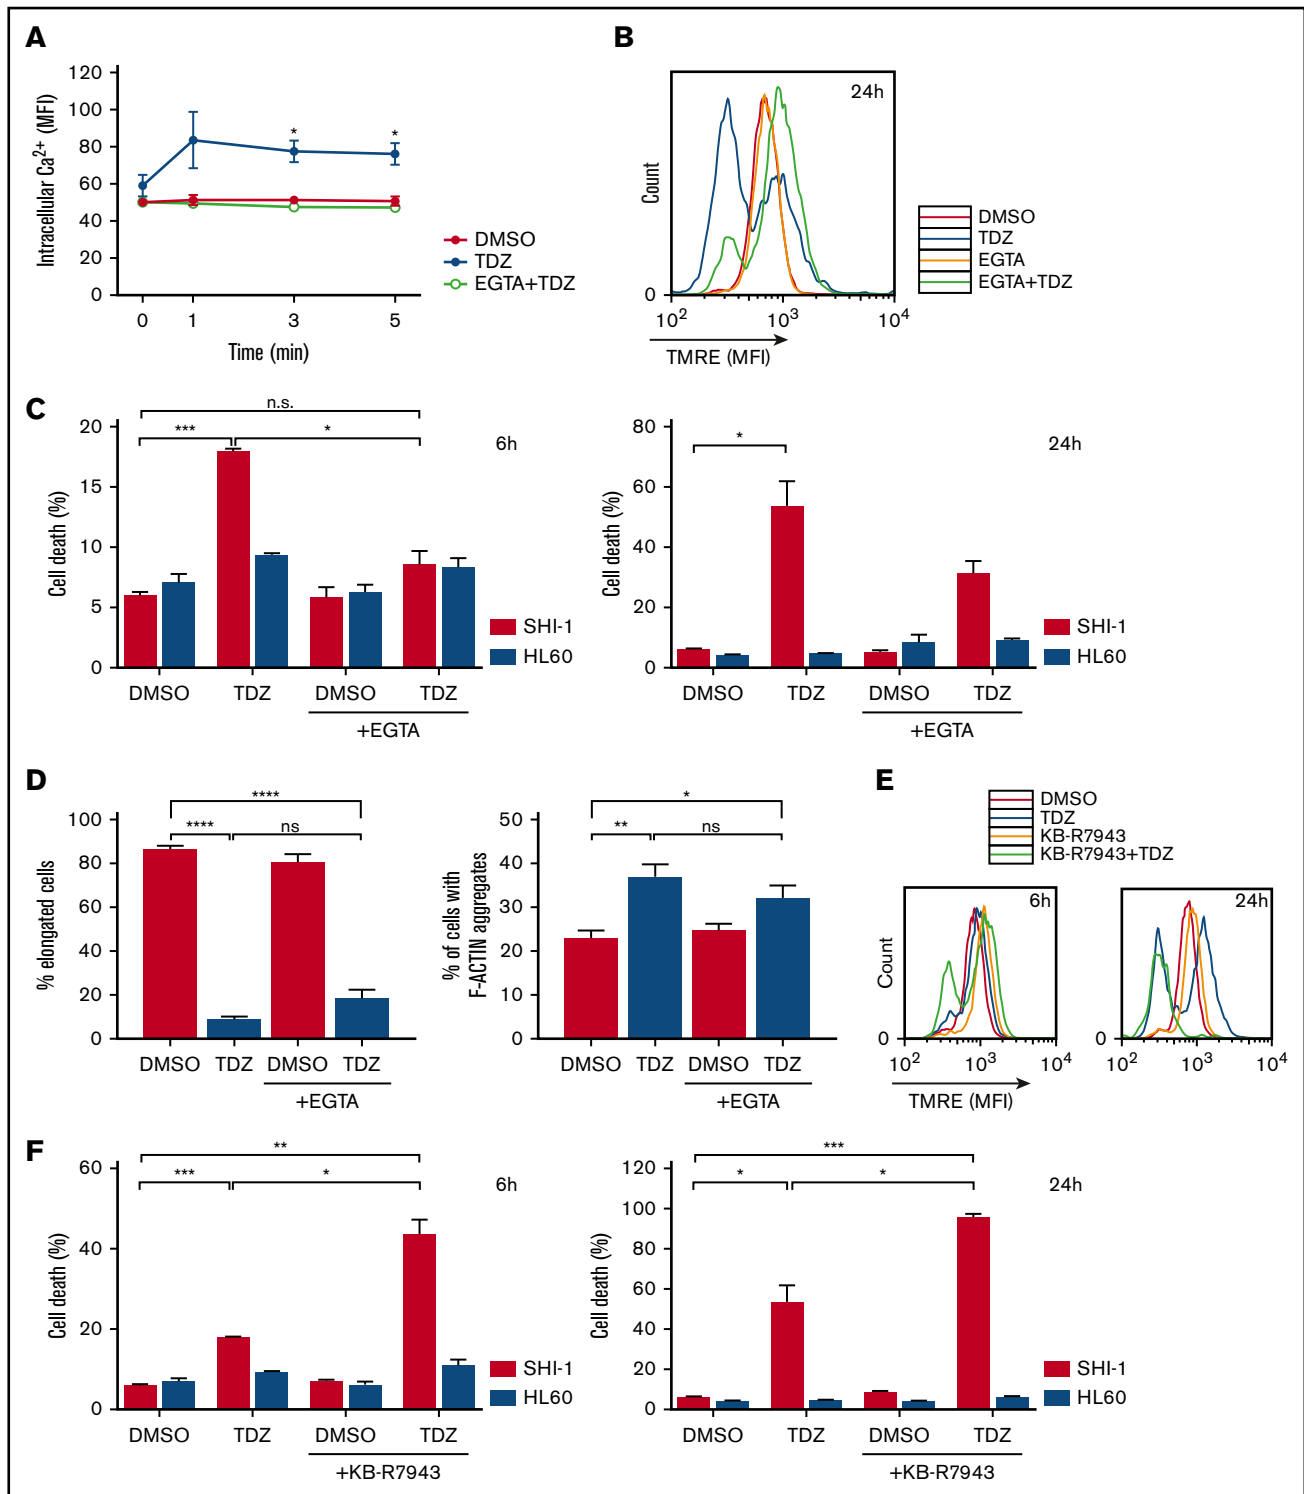 A
120
100
80
60
40
20
0
Intracellular Ca2+ (MFI)
* *
0 1 3 5
Time (min)
DMSO
TDZ
EGTA+TDZ
B
24h
Count
0
10^2 10^3 10^4
TMRE (MFI)
DMSO
TDZ
EGTA
EGTA+TDZ
C
n.s.
*** *
6h
20
15
10
5
0
Cell death (%)
DMSO TDZ DMSO TDZ
+EGTA
SHI-1
HL60
*
24h
80
60
40
20
0
Cell death (%)
DMSO TDZ DMSO TDZ
+EGTA
SHI-1
HL60
D
****
**** ns
100
80
60
40
20
0
% elongated cells
DMSO TDZ DMSO TDZ
+EGTA
*
** ns
50
40
30
20
10
0
% of cells with
F-ACTIN aggregates
DMSO TDZ DMSO TDZ
+EGTA
E
DMSO
TDZ
KB-R7943
KB-R7943+TDZ
6h
Count
0
10^2 10^3 10^4
TMRE (MFI)
24h
0
10^2 10^3 10^4
F
**
*** *
6h
60
40
20
0
Cell death (%)
DMSO TDZ DMSO TDZ
+KB-R7943
SHI-1
HL60
***
* *
24h
120
100
80
60
40
20
0
Cell death (%)
DMSO TDZ DMSO TDZ
+KB-R7943
SHI-1
HL60